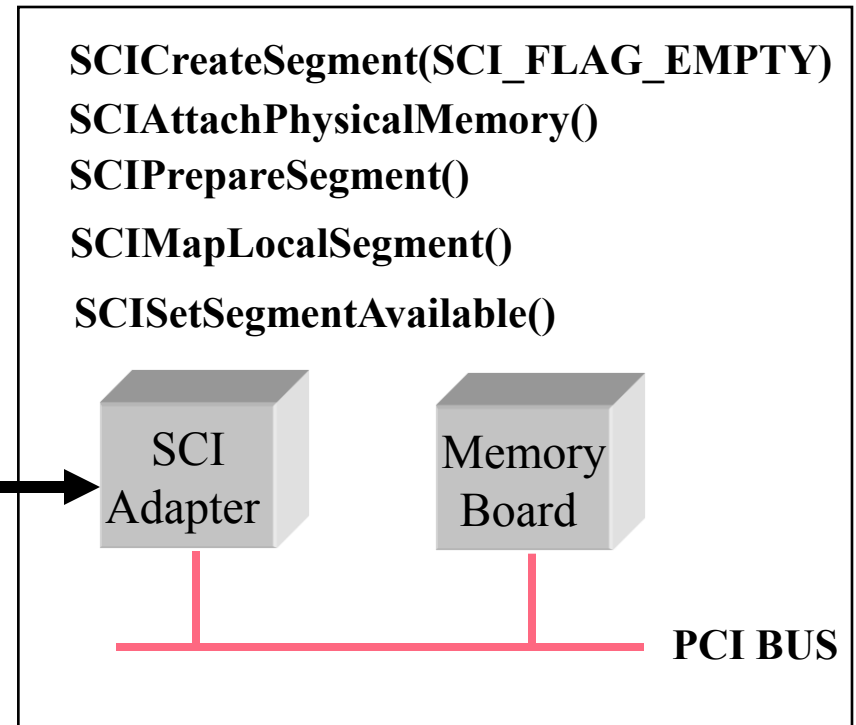 SCICreateSegment(SCI_FLAG_EMPTY)
SCIAttachPhysicalMemory()
SCIPrepareSegment()
SCIMapLocalSegment()
SCISetSegmentAvailable()
SCI
Adapter
Memory
Board
PCI BUS